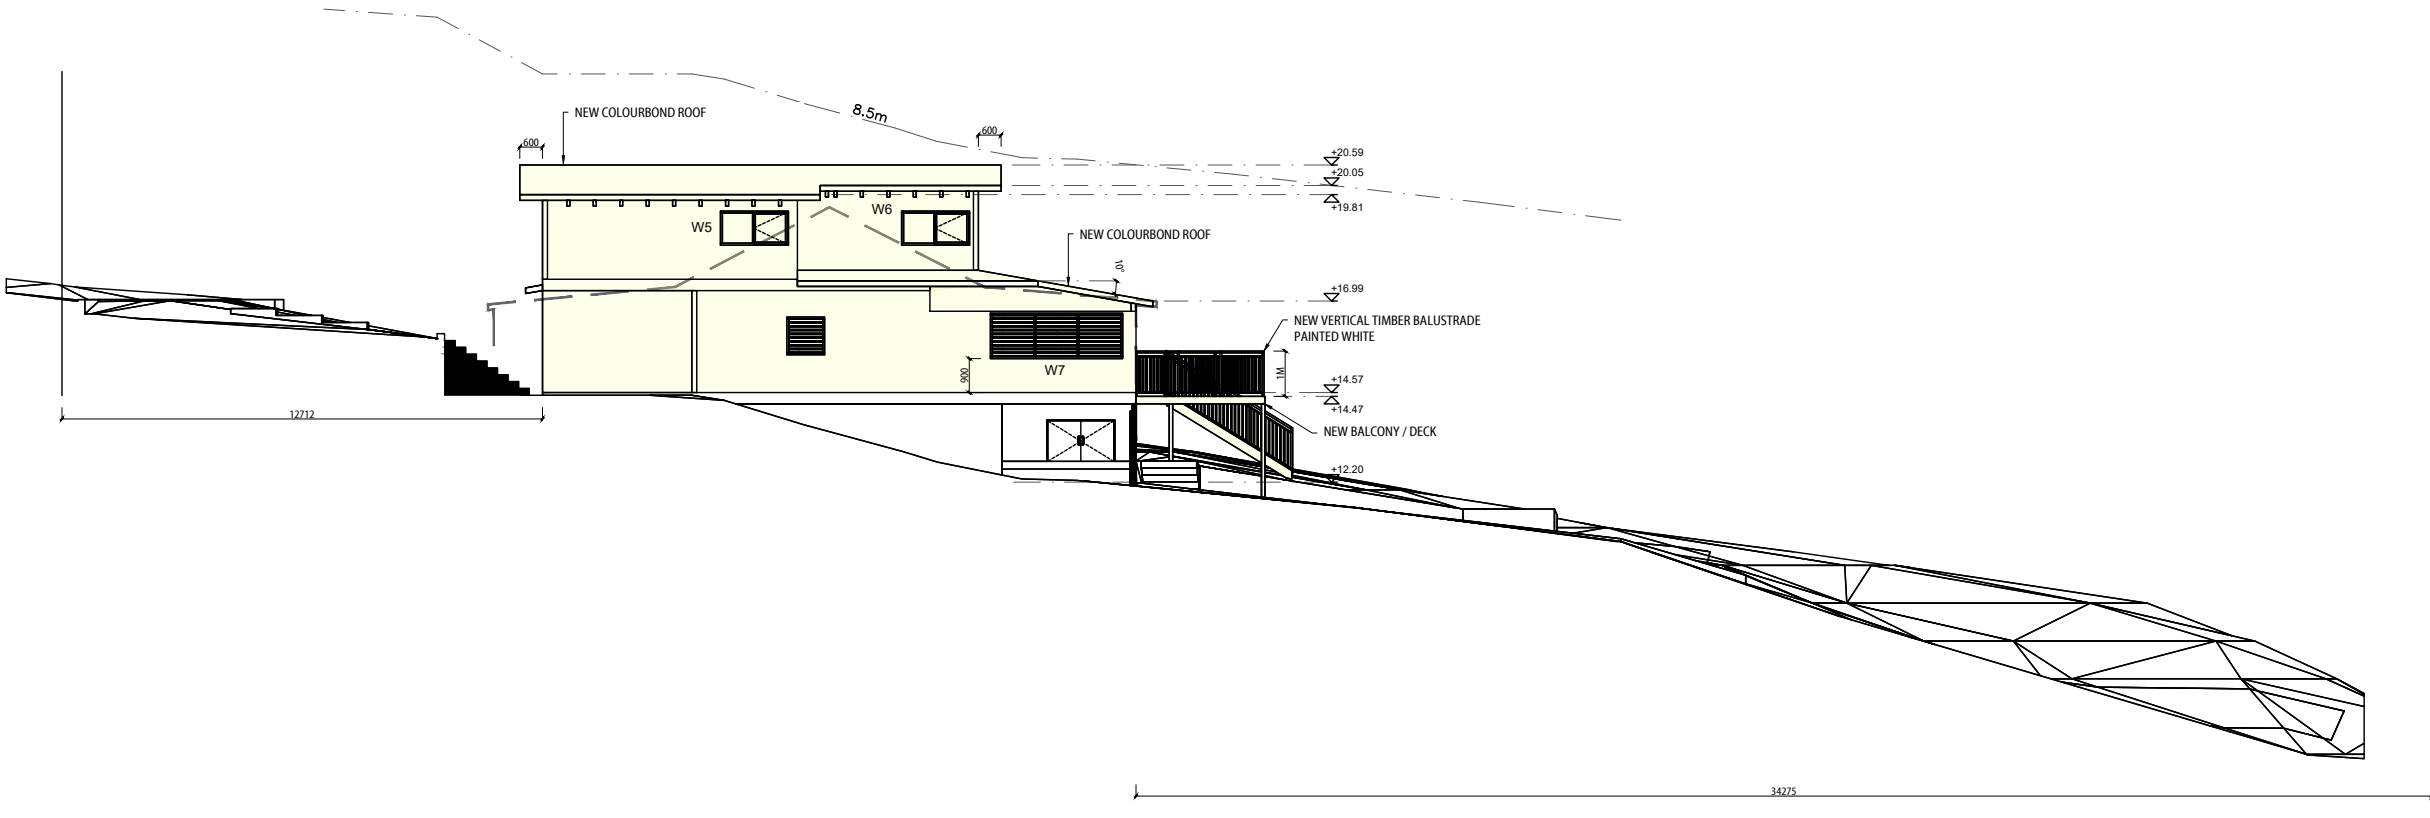 8.5m
NEW COLOURBOND ROOF
600
600
+20.59
+20.05
+19.81
W5
W6
NEW COLOURBOND ROOF
10°
+16.99
NEW VERTICAL TIMBER BALUSTRADE
PAINTED WHITE
900
W7
1M
+14.57
+14.47
12712
NEW BALCONY / DECK
+12.20
34275